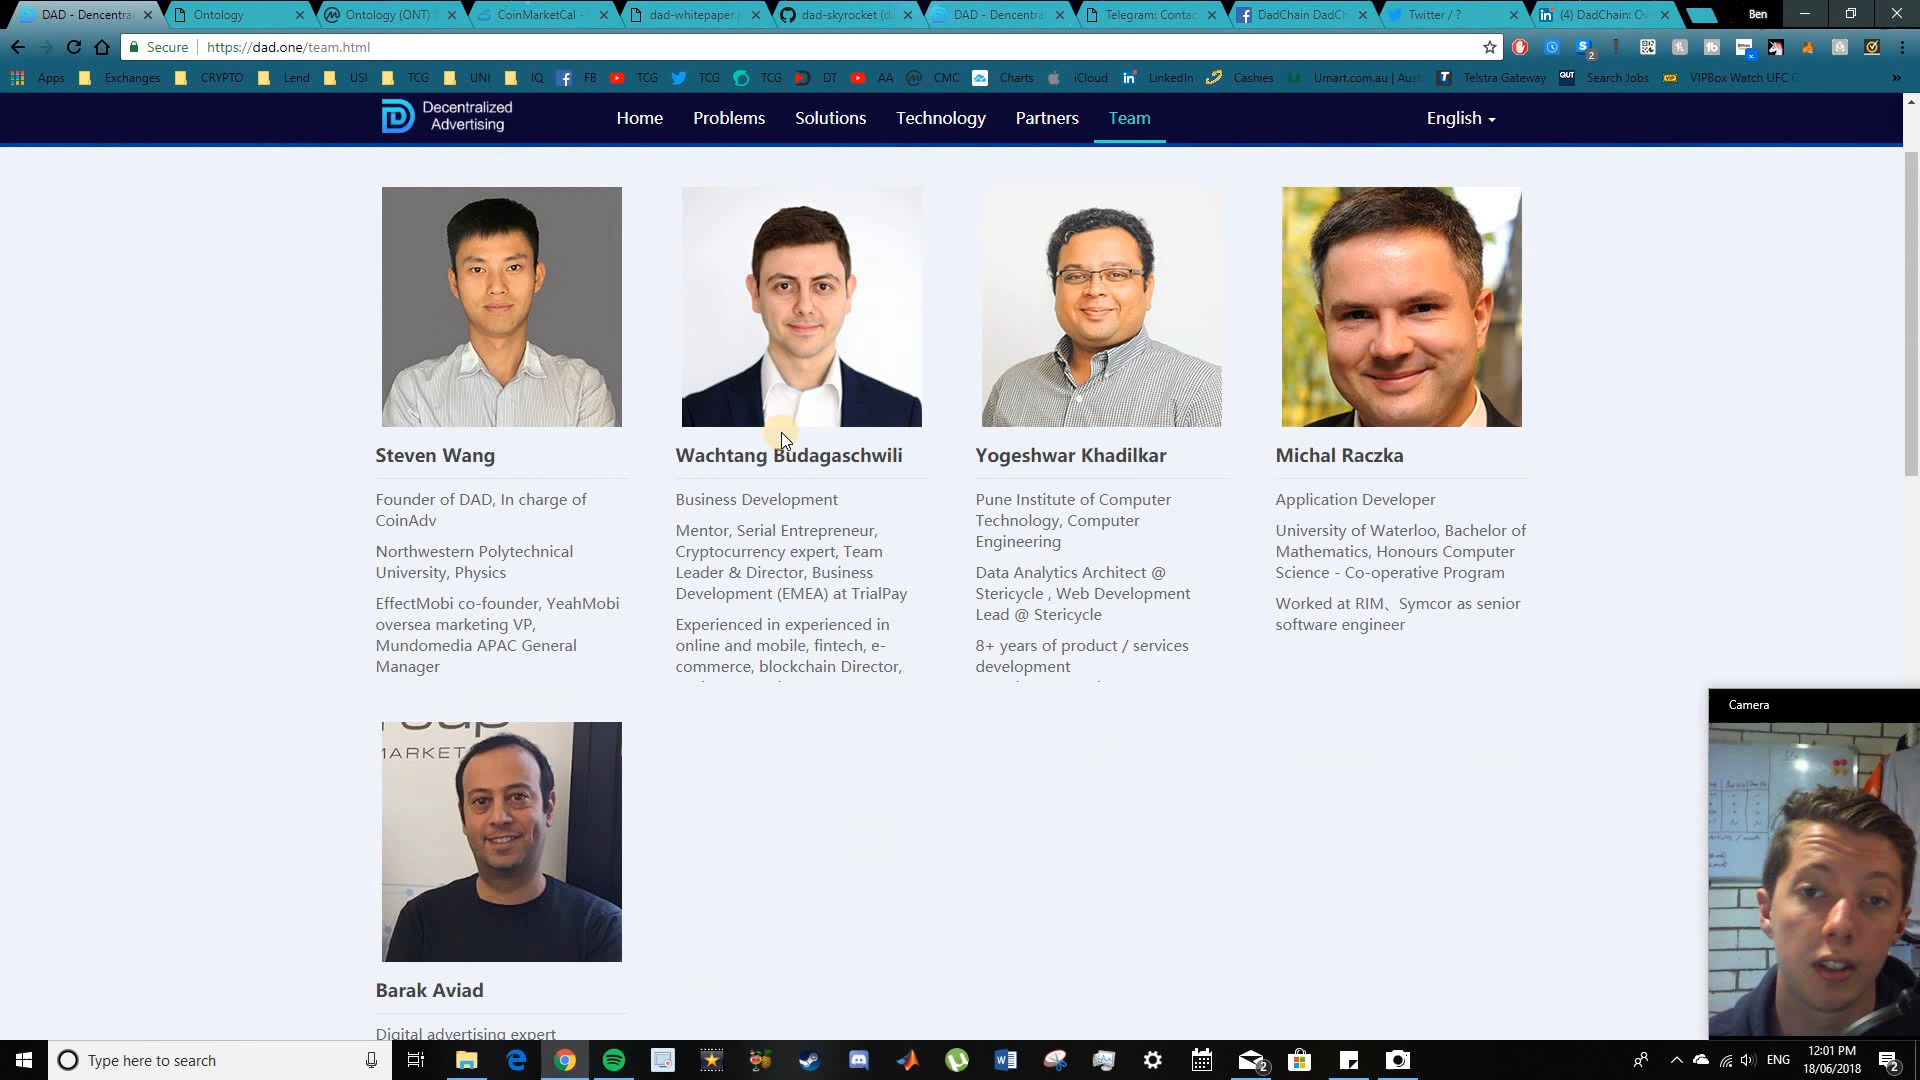 DAD - Dencentra
Ontology
Ontology (ONT)
CoinMarketCal -
dad-whitepaper.p
dad-skyrocket (d
DAD - Dencentra
Telegram: Contac
DadChain DadCh
Twitter / ?
(4) DadChain: Ov
Ben
Secure
https://dad.one/team.html
Apps
Exchanges
CRYPTO
Lend
USI
TCG
UNI
IQ
FB
TCG
TCG
TCG
DT
AA
CMC
Charts
iCloud
LinkedIn
Cashies
Umart.com.au | Aust
Telstra Gateway
Search Jobs
VIPBox Watch UFC
Decentralized
Advertising
Home
Problems
Solutions
Technology
Partners
Team
English
Steven Wang
Founder of DAD, In charge of
CoinAdv
Northwestern Polytechnical
University, Physics
EffectMobi co-founder, YeahMobi
oversea marketing VP,
Mundomedia APAC General
Manager
Wachtang Budagaschwili
Business Development
Mentor, Serial Entrepreneur,
Cryptocurrency expert, Team
Leader & Director, Business
Development (EMEA) at TrialPay
Experienced in experienced in
online and mobile, fintech, e-
commerce, blockchain Director,
Yogeshwar Khadilkar
Pune Institute of Computer
Technology, Computer
Engineering
Data Analytics Architect @
Stericycle , Web Development
Lead @ Stericycle
8+ years of product / services
development
Michal Raczka
Application Developer
University of Waterloo, Bachelor of
Mathematics, Honours Computer
Science - Co-operative Program
Worked at RIM、Symcor as senior
software engineer
MARKET
Barak Aviad
Digital advertising expert
Camera
Type here to search
ENG
12:01 PM
18/06/2018